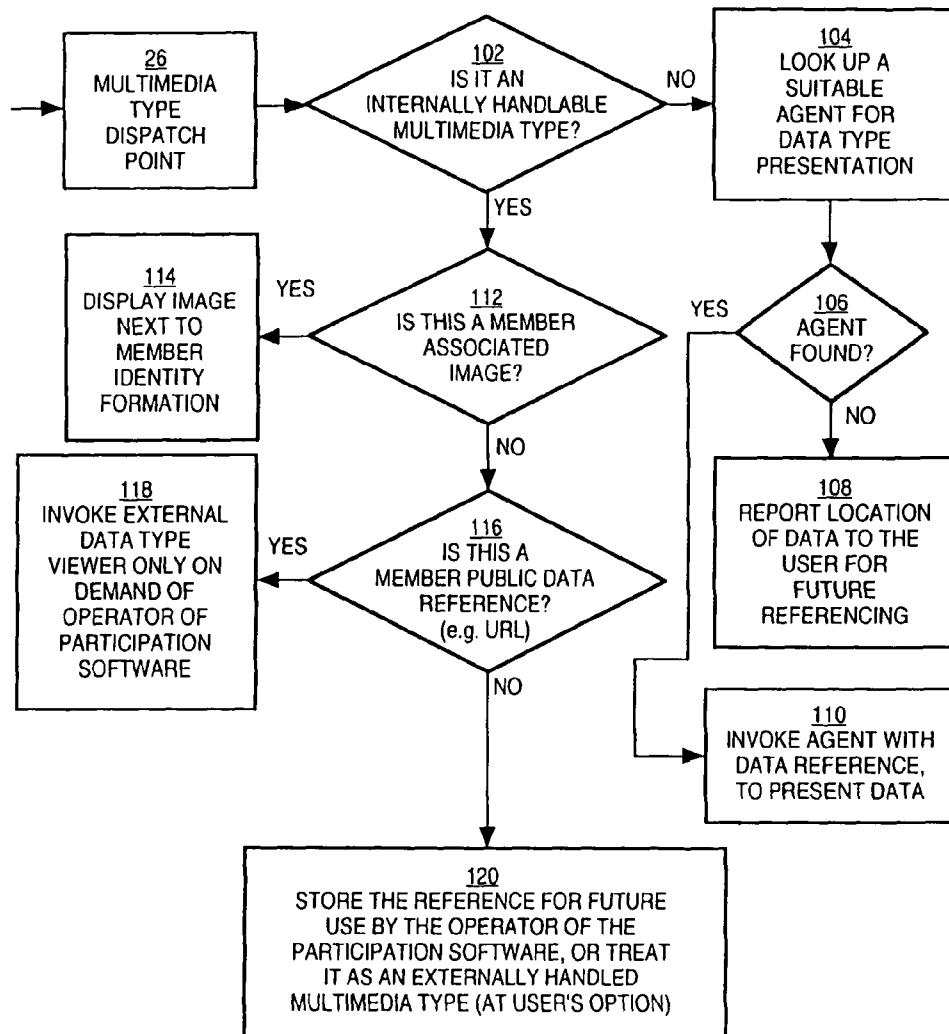 26
MULTIMEDIA
TYPE
DISPATCH
POINT
102
IS IT AN
INTERNALLY HANDLABLE
MULTIMEDIA TYPE?
NO
104
LOOK UP A
SUITABLE
AGENT FOR
DATA TYPE
PRESENTATION
YES
114
DISPLAY IMAGE
NEXT TO
MEMBER
IDENTITY
FORMATION
YES
112
IS THIS A MEMBER
ASSOCIATED
IMAGE?
YES
106
AGENT
FOUND?
NO
NO
118
INVOKE EXTERNAL
DATA TYPE
VIEWER ONLY ON
DEMAND OF
OPERATOR OF
PARTICIPATION
SOFTWARE
YES
116
IS THIS A
MEMBER PUBLIC DATA
REFERENCE?
(e.g. URL)
108
REPORT LOCATION
OF DATA TO THE
USER FOR
FUTURE
REFERENCING
NO
110
INVOKE AGENT WITH
DATA REFERENCE,
TO PRESENT DATA
120
STORE THE REFERENCE FOR FUTURE
USE BY THE OPERATOR OF THE
PARTICIPATION SOFTWARE, OR TREAT
IT AS AN EXTERNALLY HANDLED
MULTIMEDIA TYPE (AT USER'S OPTION)